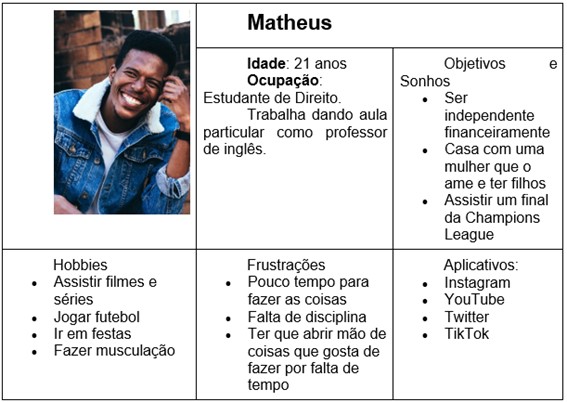 Matheus
Idade: 21 anos
Ocupação:
Estudante de Direito.
Trabalha dando aula
particular como professor
de inglês.
Objetivos e
Sonhos
• Ser
independente
financeiramente
• Casa com uma
mulher que o
ame e ter filhos
• Assistir um final
da Champions
League
Hobbies
• Assistir filmes e
séries
• Jogar futebol
• Ir em festas
• Fazer musculação
Frustrações
• Pouco tempo para
fazer as coisas
• Falta de disciplina
• Ter que abrir mão de
coisas que gosta de
fazer por falta de
tempo
Aplicativos:
• Instagram
• YouTube
• Twitter
• TikTok